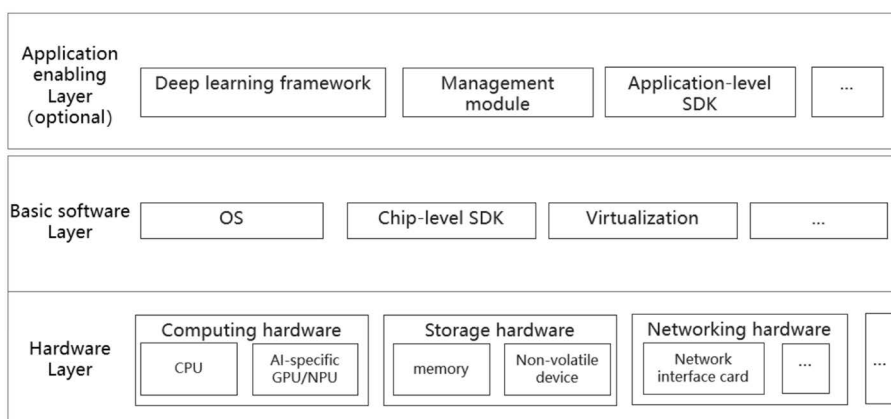 Application
enabling
Layer
(optional)
Deep learning framework
Management
module
Application-level
SDK
...
Basic software
Layer
OS
Chip-level SDK
Virtualization
...
Hardware
Layer
Computing hardware
CPU
AI-specific
GPU/NPU
Storage hardware
memory
Non-volatile
device
Networking hardware
Network
interface card
...
...